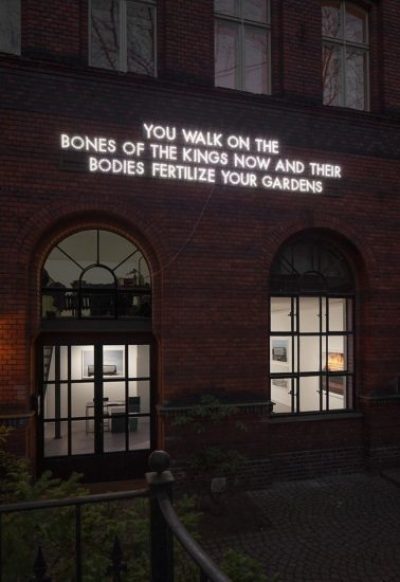 YOU WALK ON THE
BONES OF THE KINGS NOW AND THEIR
BODIES FERTILIZE YOUR GARDENS